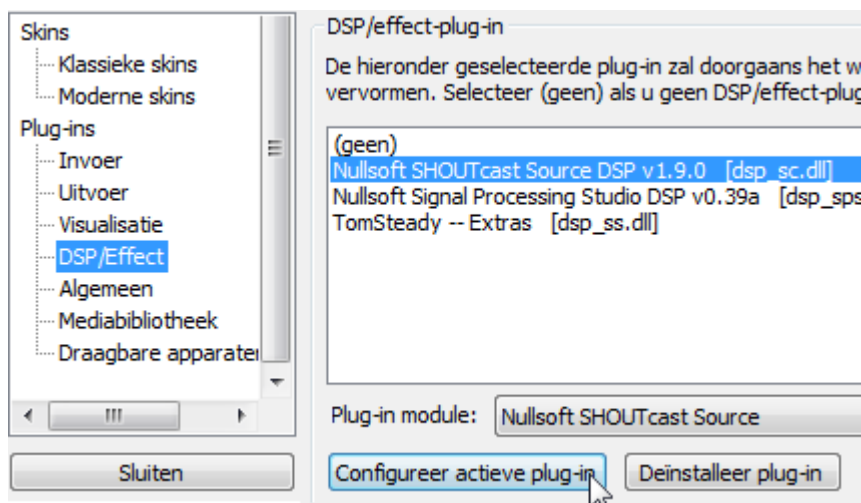 Skins
Klassieke skins
Moderne skins
Plug-ins
Invoer
Uitvoer
Visualisatie
DSP/Effect
Algemeen
Mediabibliotheek
Draagbare apparaten
Sluiten
DSP/effect-plug-in
De hieronder geselecteerde plug-in zal doorgaans het
vervormen. Selecteer (geen) als u geen DSP/effect-plug
(geen)
Nullsoft SHOUTcast Source DSP v1.9.0 [dsp_sc.dll]
Nullsoft Signal Processing Studio DSP v0.39a [dsp_sps
TomSteady -- Extras [dsp_ss.dll]
Plug-in module: Nullsoft SHOUTcast Source
Configureer actieve plug-in Deïnstalleer plug-in